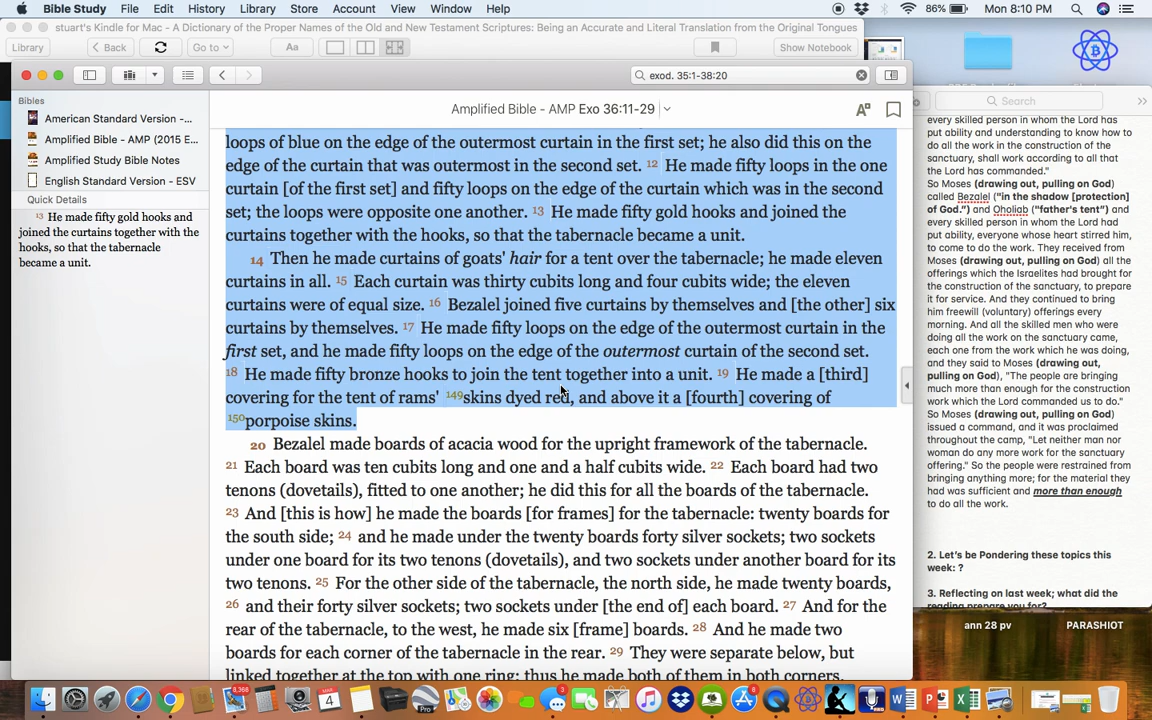 Bible Study File Edit History Library Store Account View Window Help 86% Mon 8:10 PM
stuart's Kindle for Mac - A Dictionary of the Proper Names of the Old and New Testament Scriptures: Being an Accurate and Literal Translation from the Original Tongues
Library Back Go to Aa Show Notebook
exod. 35:1-38:20
Bibles
American Standard Version -...
Amplified Bible - AMP (2015 E...
Amplified Study Bible Notes
English Standard Version - ESV
Quick Details
13 He made fifty gold hooks and
joined the curtains together with the
hooks, so that the tabernacle
became a unit.
Amplified Bible - AMP Exo 36:11-29
loops of blue on the edge of the outermost curtain in the first set; he also did this on the
edge of the curtain that was outermost in the second set. 12 He made fifty loops in the one
curtain [of the first set] and fifty loops on the edge of the curtain which was in the second
set; the loops were opposite one another. 13 He made fifty gold hooks and joined the
curtains together with the hooks, so that the tabernacle became a unit.
14 Then he made curtains of goats' hair for a tent over the tabernacle; he made eleven
curtains in all. 15 Each curtain was thirty cubits long and four cubits wide; the eleven
curtains were of equal size. 16 Bezalel joined five curtains by themselves and [the other] six
curtains by themselves. 17 He made fifty loops on the edge of the outermost curtain in the
first set, and he made fifty loops on the edge of the outermost curtain of the second set.
18 He made fifty bronze hooks to join the tent together into a unit. 19 He made a [third]
covering for the tent of rams' 149skins dyed red, and above it a [fourth] covering of
150porpoise skins.
20 Bezalel made boards of acacia wood for the upright framework of the tabernacle.
21 Each board was ten cubits long and one and a half cubits wide. 22 Each board had two
tenons (dovetails), fitted to one another; he did this for all the boards of the tabernacle.
23 And [this is how] he made the boards [for frames] for the tabernacle: twenty boards for
the south side; 24 and he made under the twenty boards forty silver sockets; two sockets
under one board for its two tenons (dovetails), and two sockets under another board for its
two tenons. 25 For the other side of the tabernacle, the north side, he made twenty boards,
26 and their forty silver sockets; two sockets under [the end of] each board. 27 And for the
rear of the tabernacle, to the west, he made six [frame] boards. 28 And he made two
boards for each corner of the tabernacle in the rear. 29 They were separate below, but
linked together at the top with one ring; thus he made both of them in both corners.
Search
every skilled person in whom the Lord has
put ability and understanding to know how to
do all the work in the construction of the
sanctuary, shall work according to all that
the Lord has commanded."
So Moses (drawing out, pulling on God)
called Bezalel ("in the shadow [protection]
of God.") and Oholiab ("father's tent") and
every skilled person in whom the Lord had
put ability, everyone whose heart stirred him,
to come to do the work. They received from
Moses (drawing out, pulling on God) all
the offerings which the Israelites had brought for
the construction of the sanctuary, to prepare
it for service. And they continued to bring
him freewill (voluntary) offerings every
morning. And all the skilled men who were
doing all the work on the sanctuary came,
each one from the work which he was doing,
and they said to Moses (drawing out,
pulling on God), "The people are bringing
much more than enough for the construction
work which the Lord commanded us to do."
So Moses (drawing out, pulling on God)
issued a command, and it was proclaimed
throughout the camp, "Let neither man nor
woman do any more work for the sanctuary
offering." So the people were restrained from
bringing anything more; for the material they
had was sufficient and more than enough
to do all the work.
2. Let's be Pondering these topics this
week: ?
3. Reflecting on last week; what did the
reading prepare you for?
ann 28 pv PARASHIOT
8,368
MAR 4
Pro
3
8